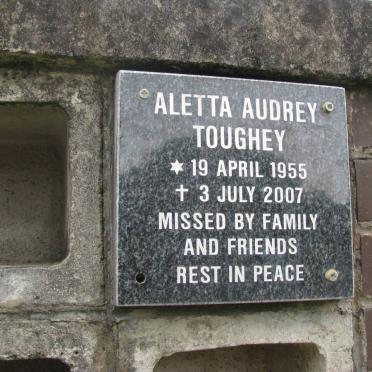 ALETTA AUDREY
TOUGHEY
✶ 19 APRIL 1955
✝ 3 JULY 2007
MISSED BY FAMILY
AND FRIENDS
REST IN PEACE